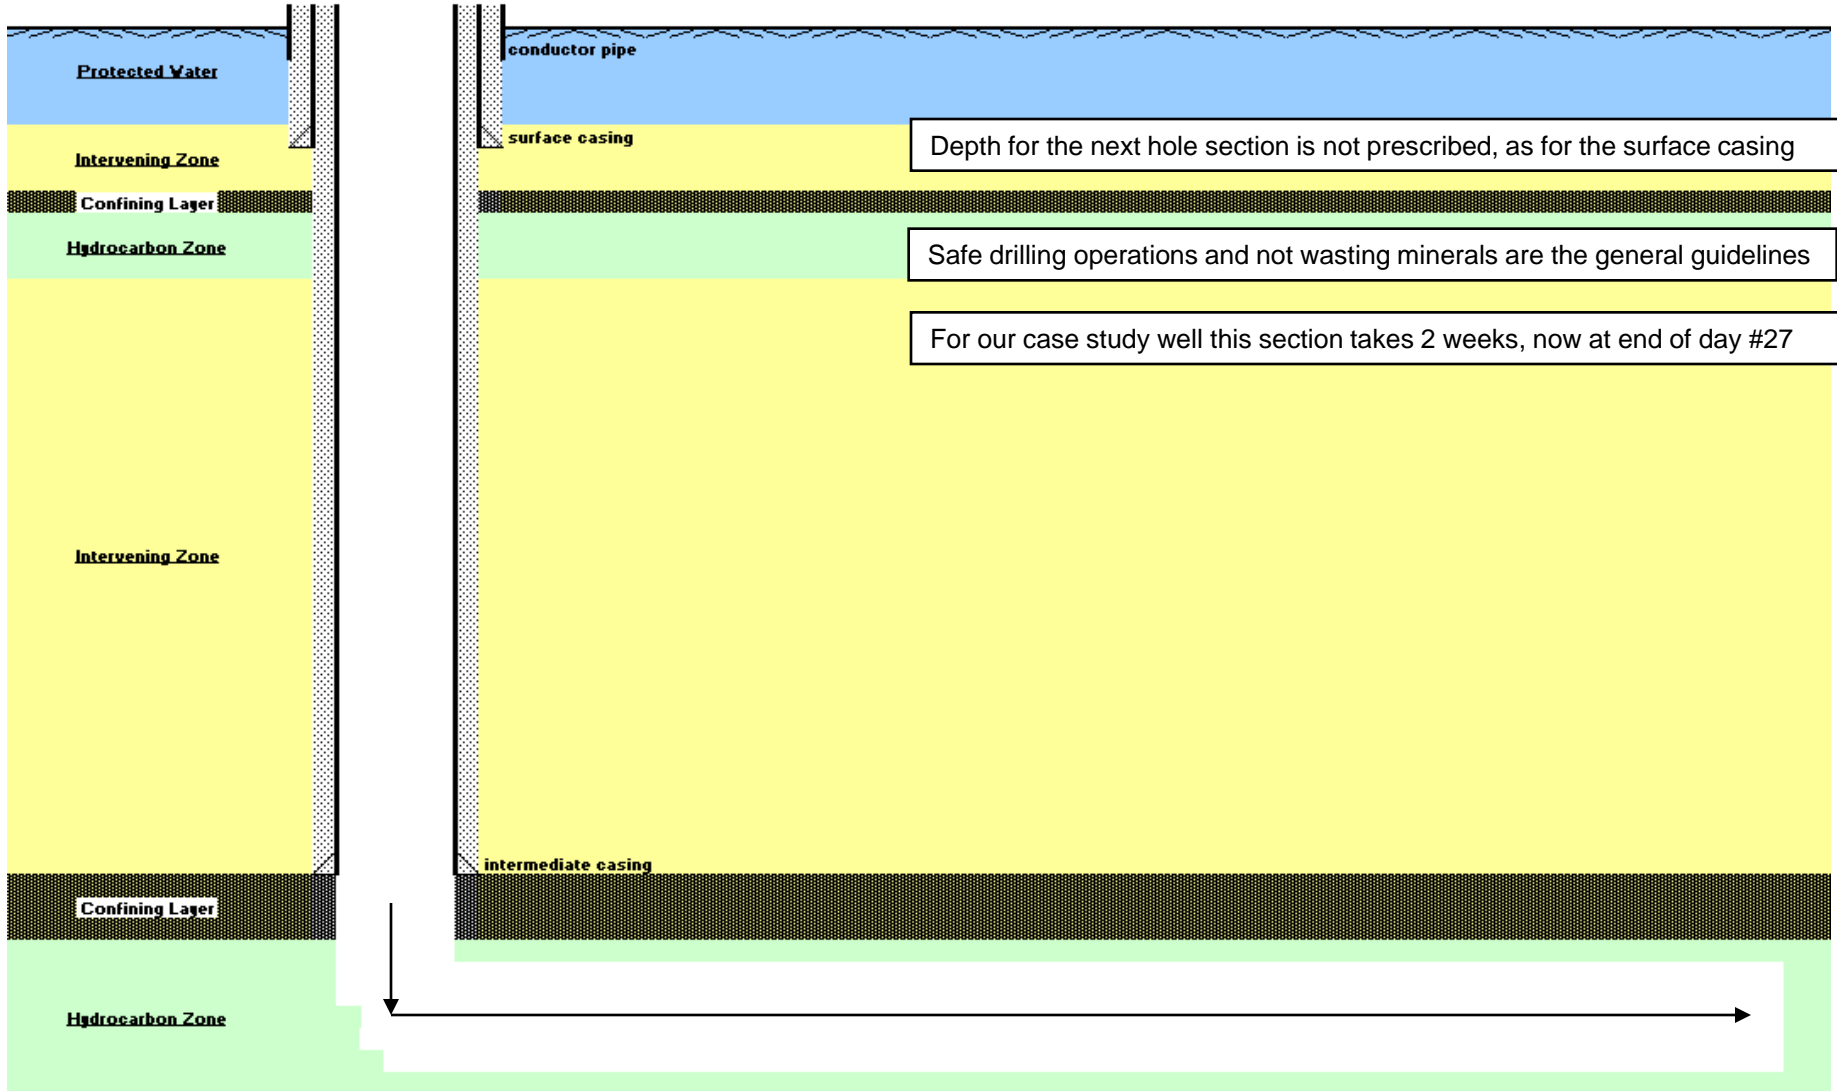 conductor pipe
Protected Water
surface casing
Depth for the next hole section is not prescribed, as for the surface casing
Intervening Zone
Confining Layer
Hydrocarbon Zone
Safe drilling operations and not wasting minerals are the general guidelines
For our case study well this section takes 2 weeks, now at end of day #27
Intervening Zone
intermediate casing
Confining Layer
Hydrocarbon Zone